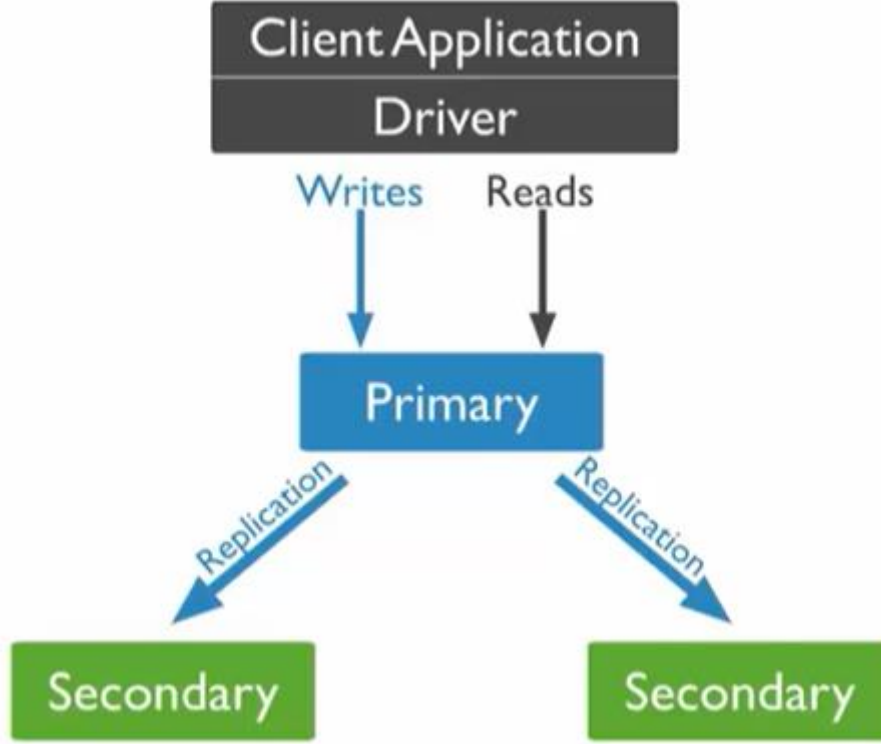 Client Application
Driver
Writes Reads
Primary
Replication Replication
Secondary Secondary